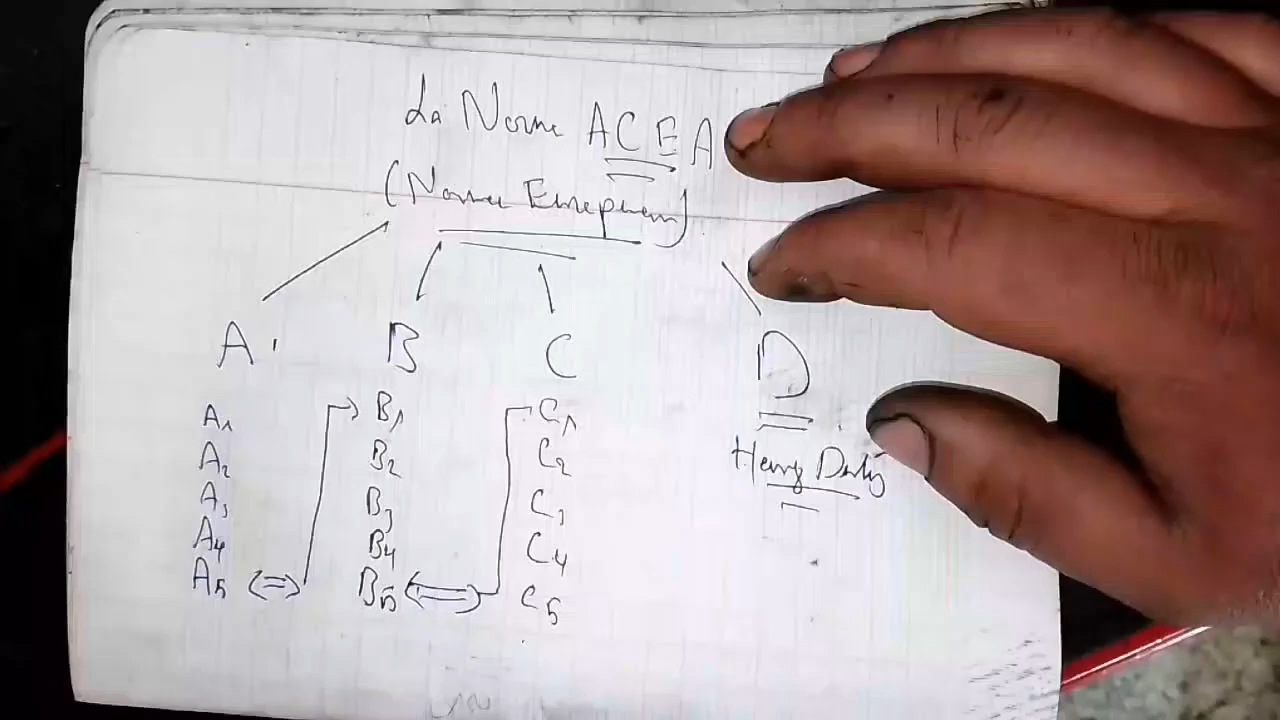 La Norme ACEA
(Norme Européen)
A B C D
A1 B1 C1
A2 B2 C2
A3 B3 C3
A4 B4 C4
A5 B5 C5
Heavy Duty